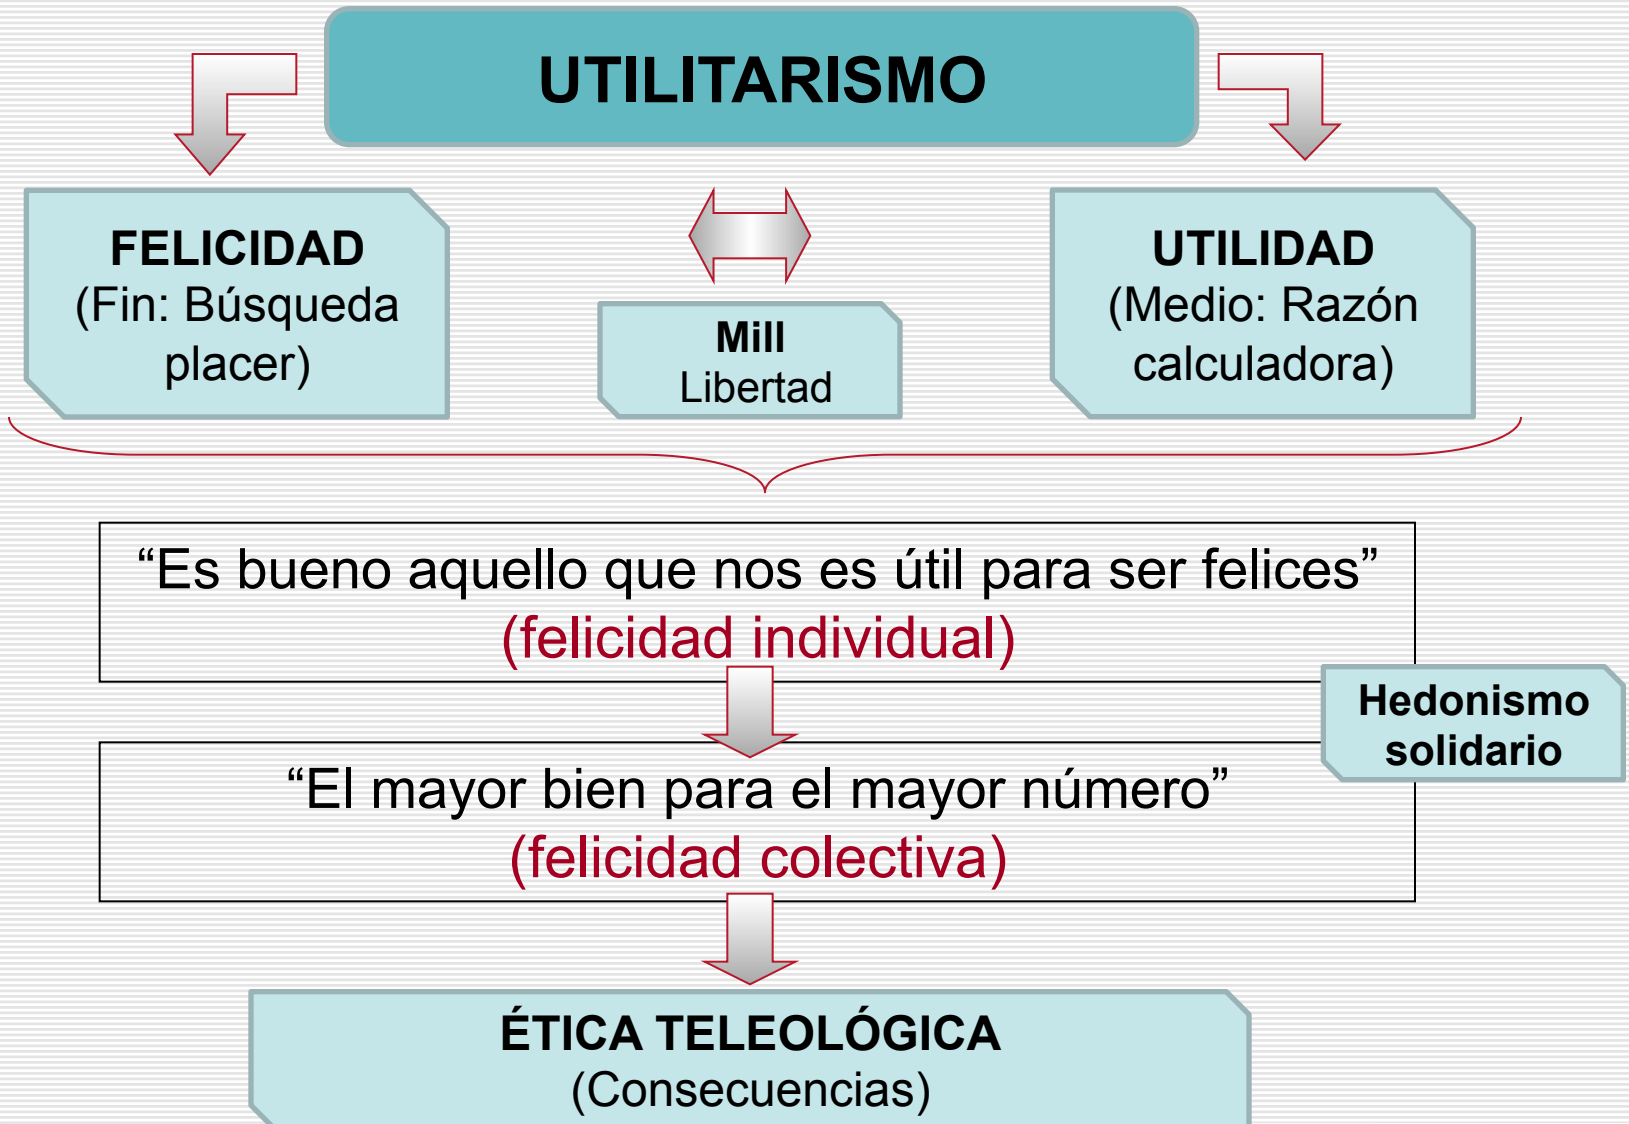 UTILITARISMO
FELICIDAD
(Fin: Búsqueda
placer)
Mill
Libertad
UTILIDAD
(Medio: Razón
calculadora)
“Es bueno aquello que nos es útil para ser felices”
(felicidad individual)
Hedonismo
solidario
“El mayor bien para el mayor número”
(felicidad colectiva)
ÉTICA TELEOLÓGICA
(Consecuencias)